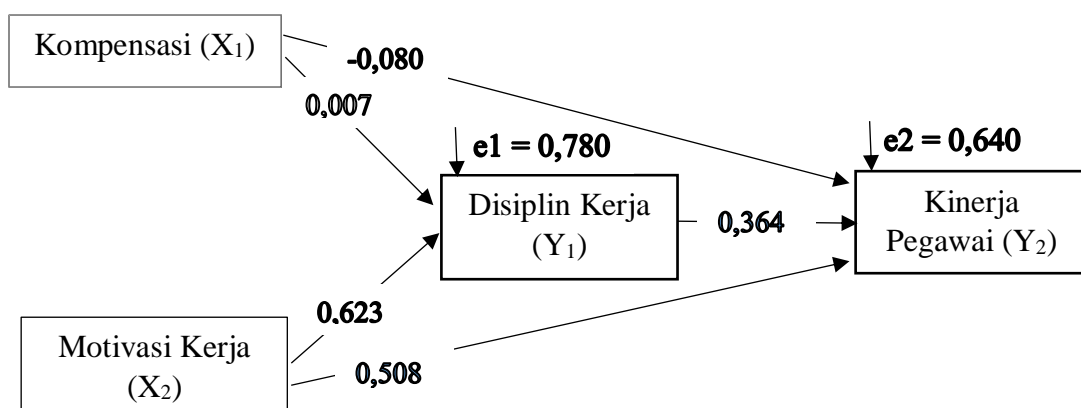 Kompensasi (X₁)
-0,080
0,007
e1 = 0,780
e2 = 0,640
Disiplin Kerja
(Y₁)
0,364
Kinerja
Pegawai (Y₂)
0,623
Motivasi Kerja
(X₂)
0,508